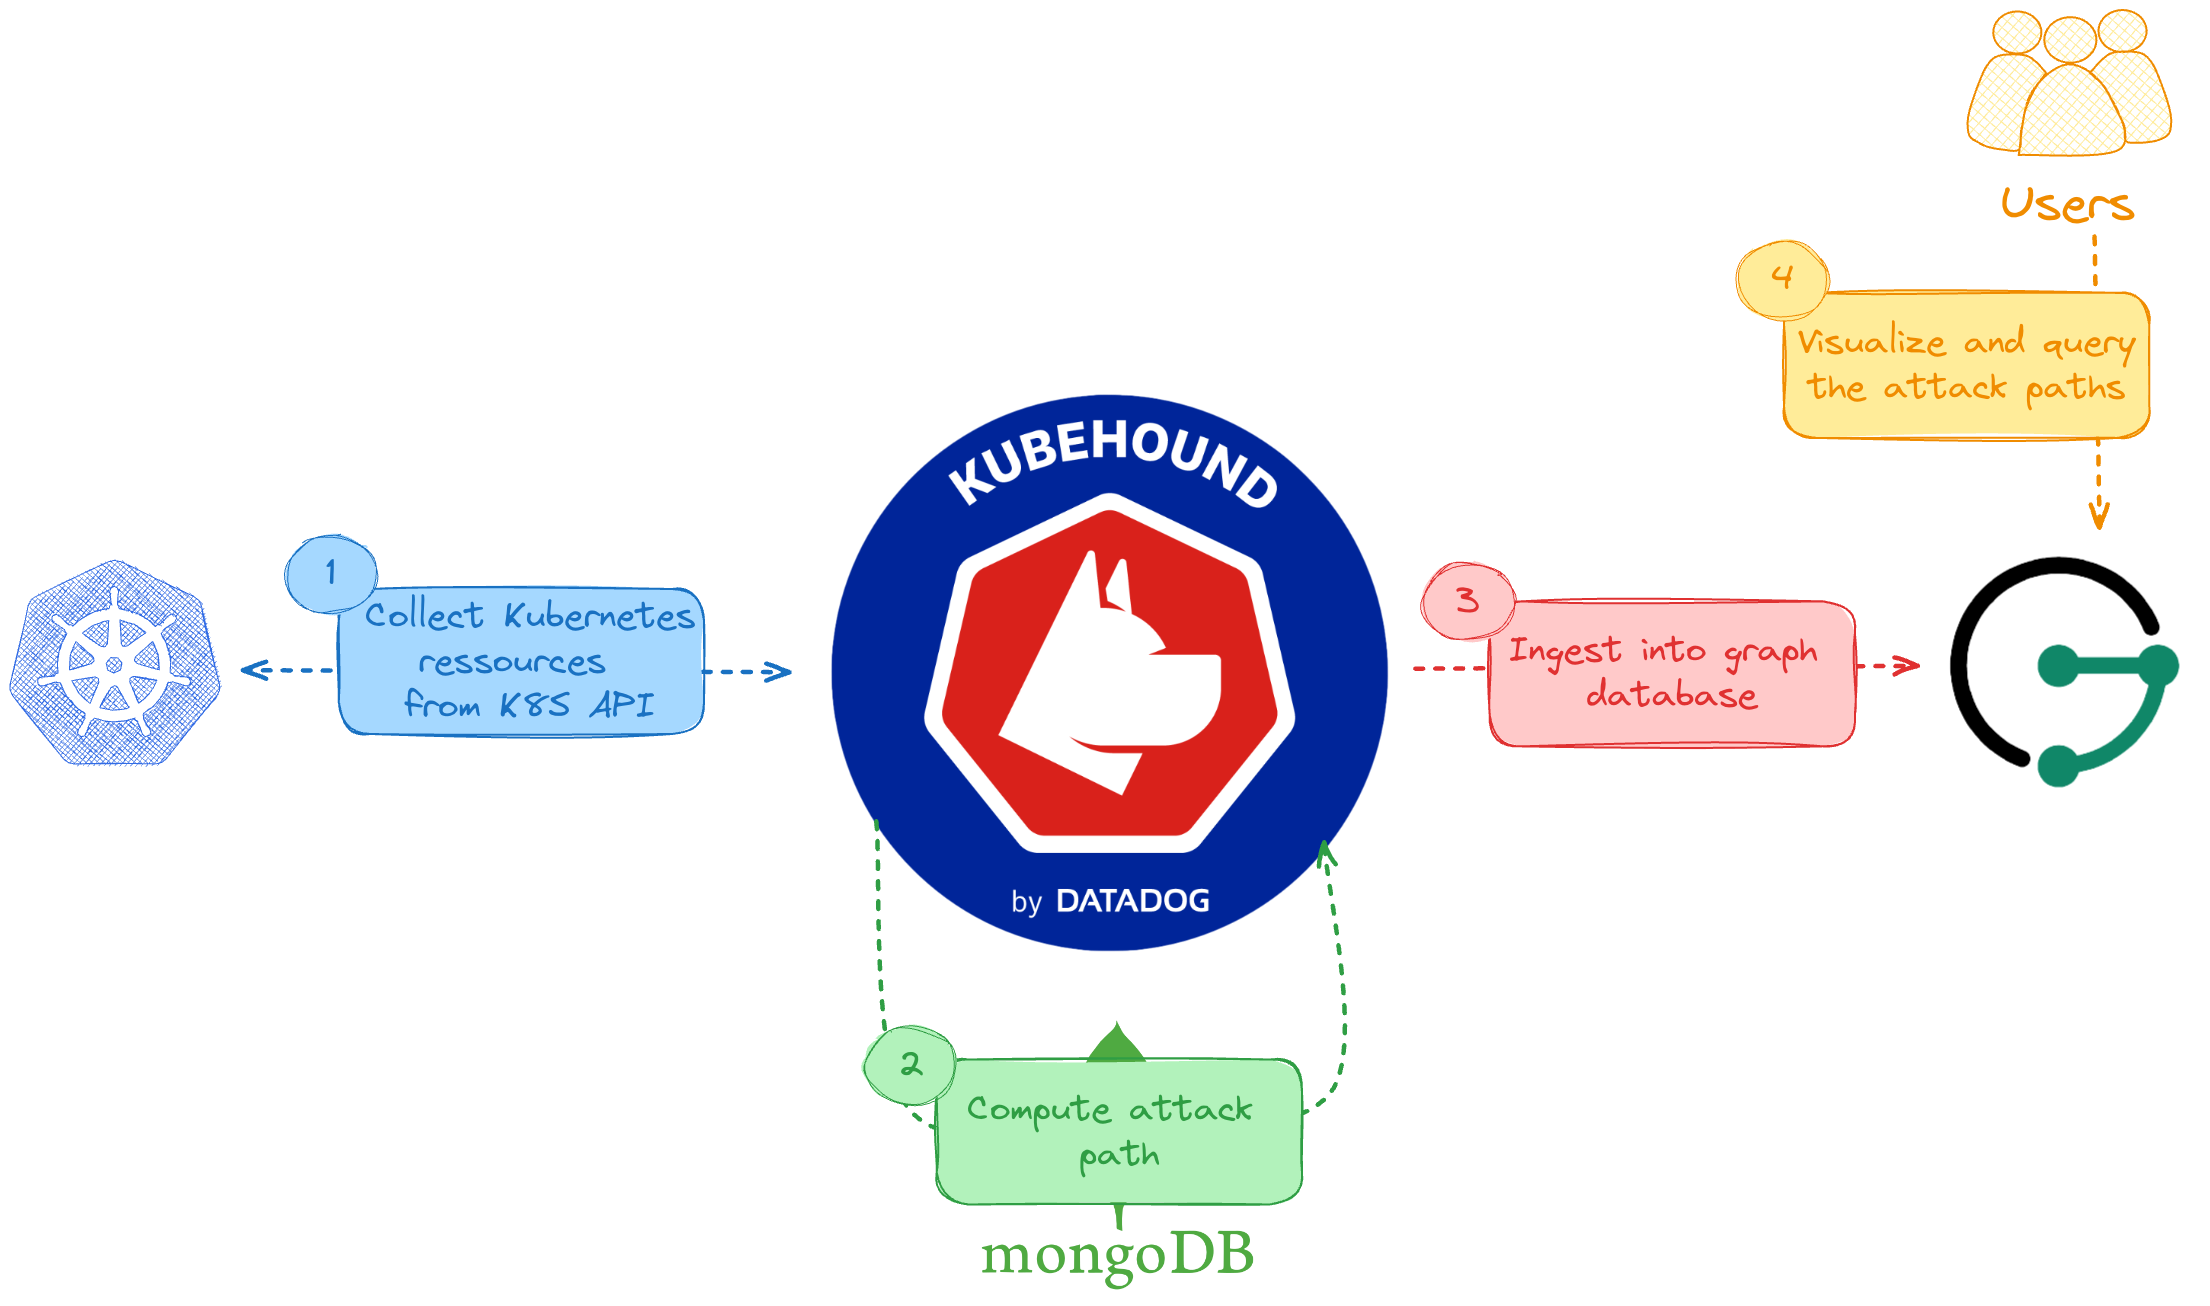 Users
4
Visualize and query
the attack paths
KUBEHOUND
by DATADOG
1
Collect Kubernetes
ressources
from K8S API
3
Ingest into graph
database
2
Compute attack
path
mongoDB